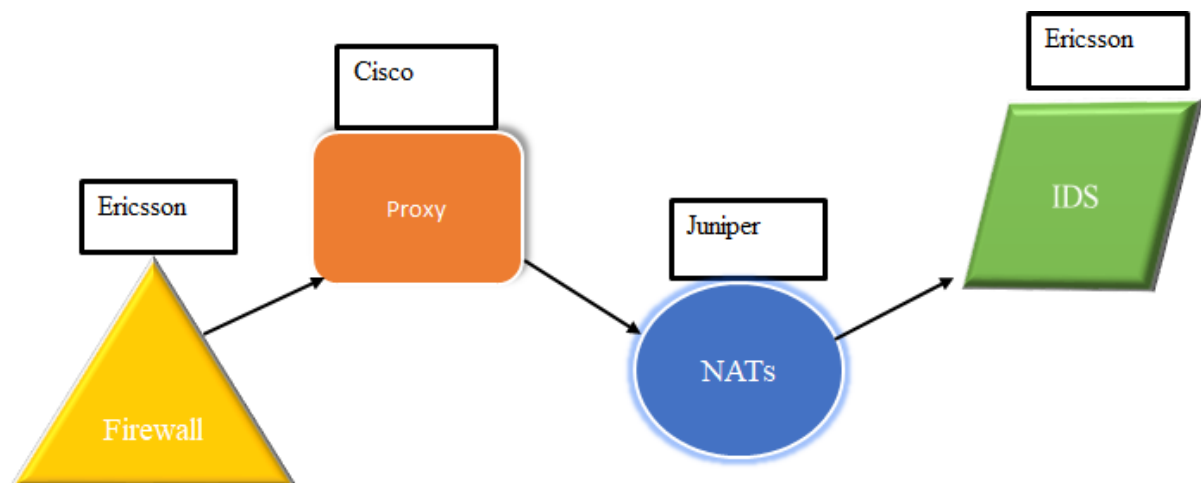 Ericsson
Cisco
Ericsson
Proxy
Juniper
IDS
NATs
Firewall